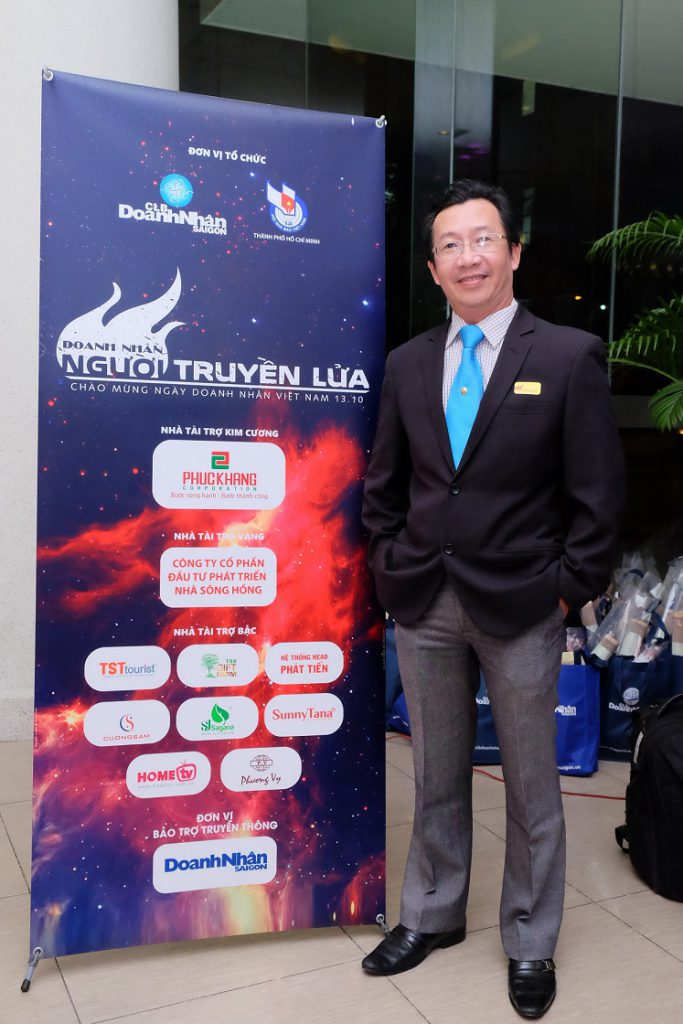 ĐƠN VỊ TỔ CHỨC
CLB
DoanhNhân
SAIGON
THÀNH PHỐ HỒ CHÍ MINH
DOANH NHÂN
NGƯỜI TRUYỀN LỬA
CHÀO MỪNG NGÀY DOANH NHÂN VIỆT NAM 13.10
NHÀ TÀI TRỢ KIM CƯƠNG
PHUCKHANG
CORPORATION
Bước song hành - Bước thành công
NHÀ TÀI TRỢ VÀNG
CÔNG TY CỔ PHẦN
ĐẦU TƯ PHÁT TRIỂN
NHÀ SÔNG HỒNG
NHÀ TÀI TRỢ BẠC
TSTtourist
The
GIFT
HỆ THỐNG HEAD
PHÁT TIẾN
CUONGSAM
Sagana
SunnyTana
HOME tv
Phương Vy
ĐƠN VỊ
BẢO TRỢ TRUYỀN THÔNG
DoanhNhân
SAIGON